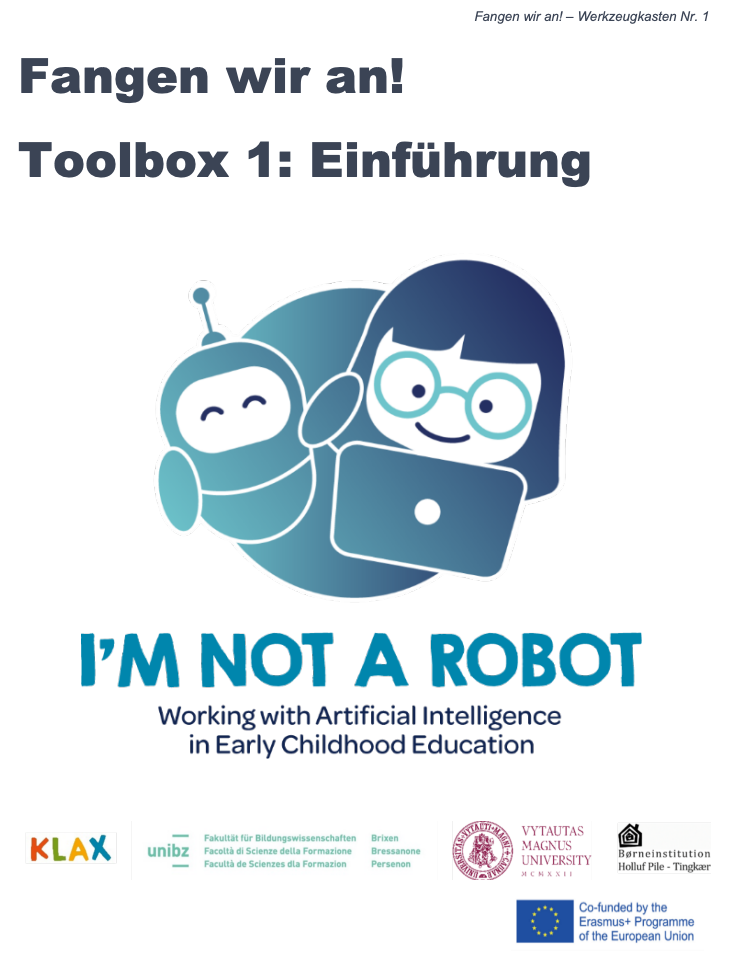 Fangen wir an! – Werkzeugkasten Nr. 1
Fangen wir an!
Toolbox 1: Einführung
I'M NOT A ROBOT
Working with Artificial Intelligence
in Early Childhood Education
KLAX
unibz
Fakultät für Bildungswissenschaften
Facoltà di Scienze della Formazione
Facultà de Scienzes dla Formazion
Brixen
Bressanone
Persenon
VYTAUTAS
MAGNUS
UNIVERSITY
MCMXXII
Børneinstitution
Holluf Pile - Tingkær
Co-funded by the
Erasmus+ Programme
of the European Union